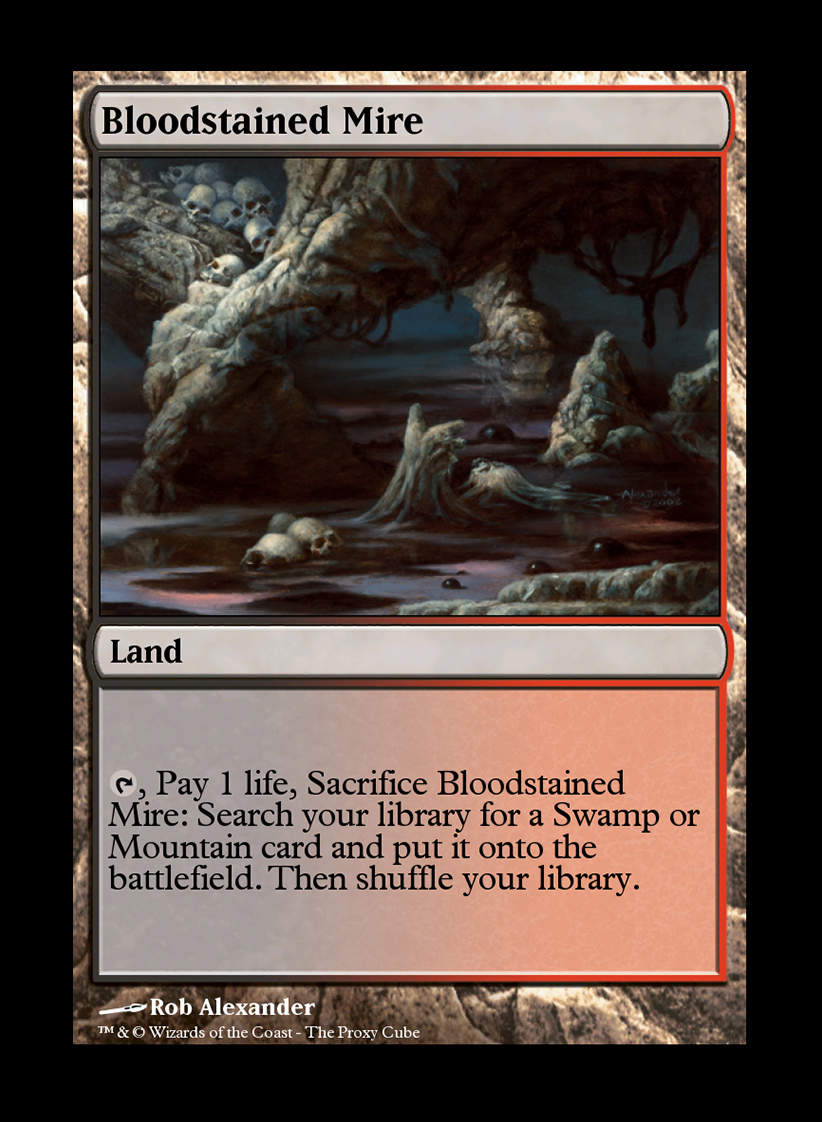 Bloodstained Mire
Alexander
Land
, Pay 1 life, Sacrifice Bloodstained
Mire: Search your library for a Swamp or
Mountain card and put it onto the
battlefield. Then shuffle your library.
Rob Alexander
™ & © Wizards of the Coast - The Proxy Cube